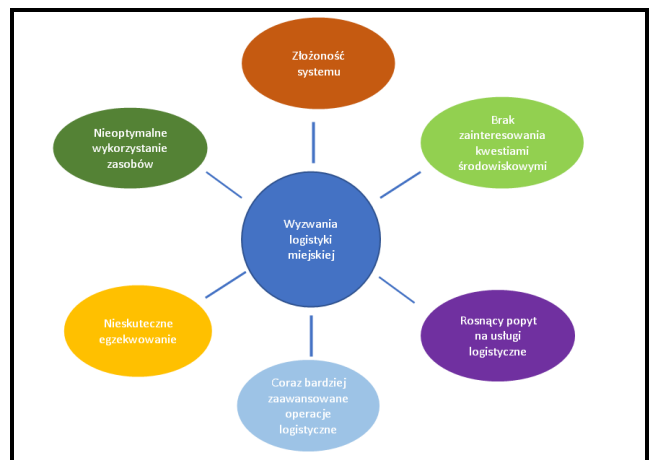 Złożoność
systemu
Brak
zainteresowania
kwestiami
środowiskowymi
Nieoptymalne
wykorzystanie
zasobów
Wyzwania
logistyki
miejskiej
Rosnący popyt
na usługi
logistyczne
Nieskuteczne
egzekwowanie
Coraz bardziej
zaawansowane
operacje
logistyczne